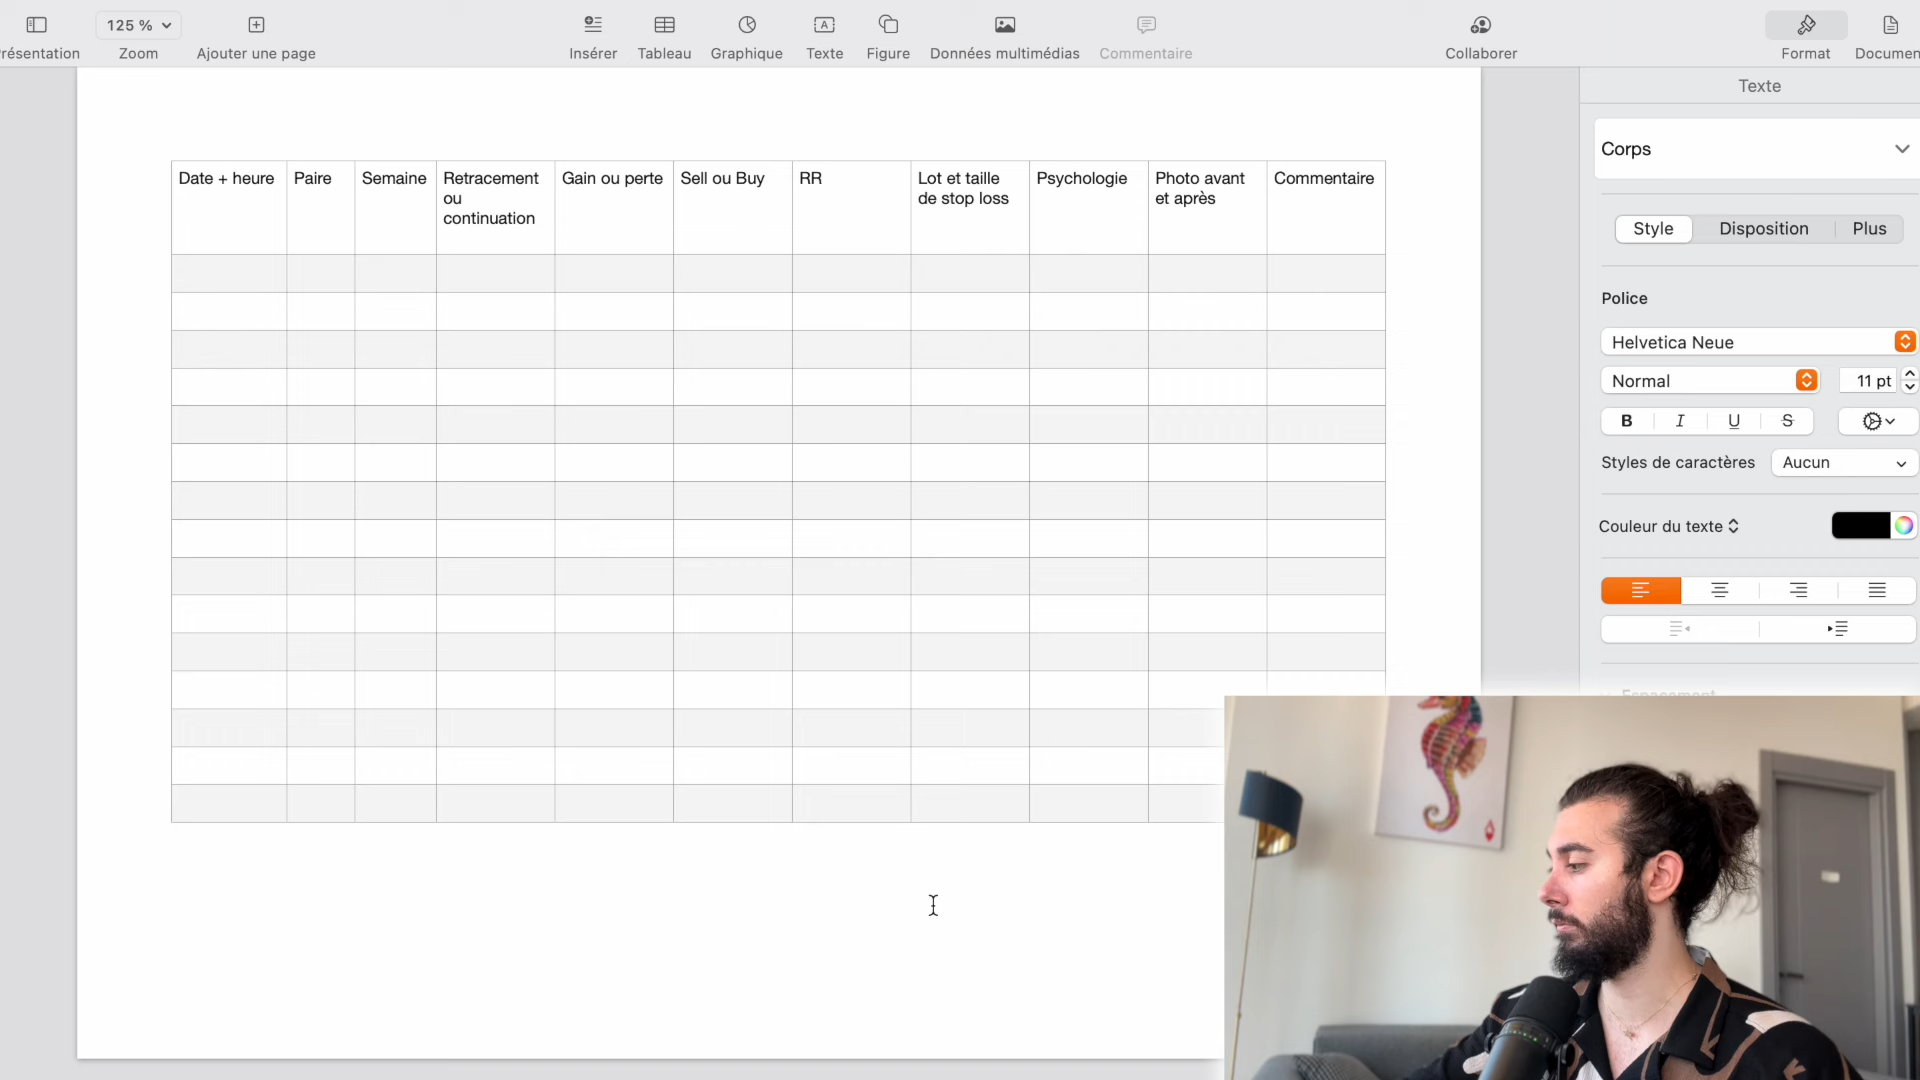 125 %
résentation
Zoom
Ajouter une page
Insérer
Tableau
Graphique
Texte
Figure
Données multimédias
Commentaire
Collaborer
Format
Documen
Texte
Corps
Style
Disposition
Plus
Police
Helvetica Neue
Normal
11 pt
B I U S
Styles de caractères
Aucun
Couleur du texte
Espacement
Date + heure
Paire
Semaine
Retracement
ou
continuation
Gain ou perte
Sell ou Buy
RR
Lot et taille
de stop loss
Psychologie
Photo avant
et après
Commentaire